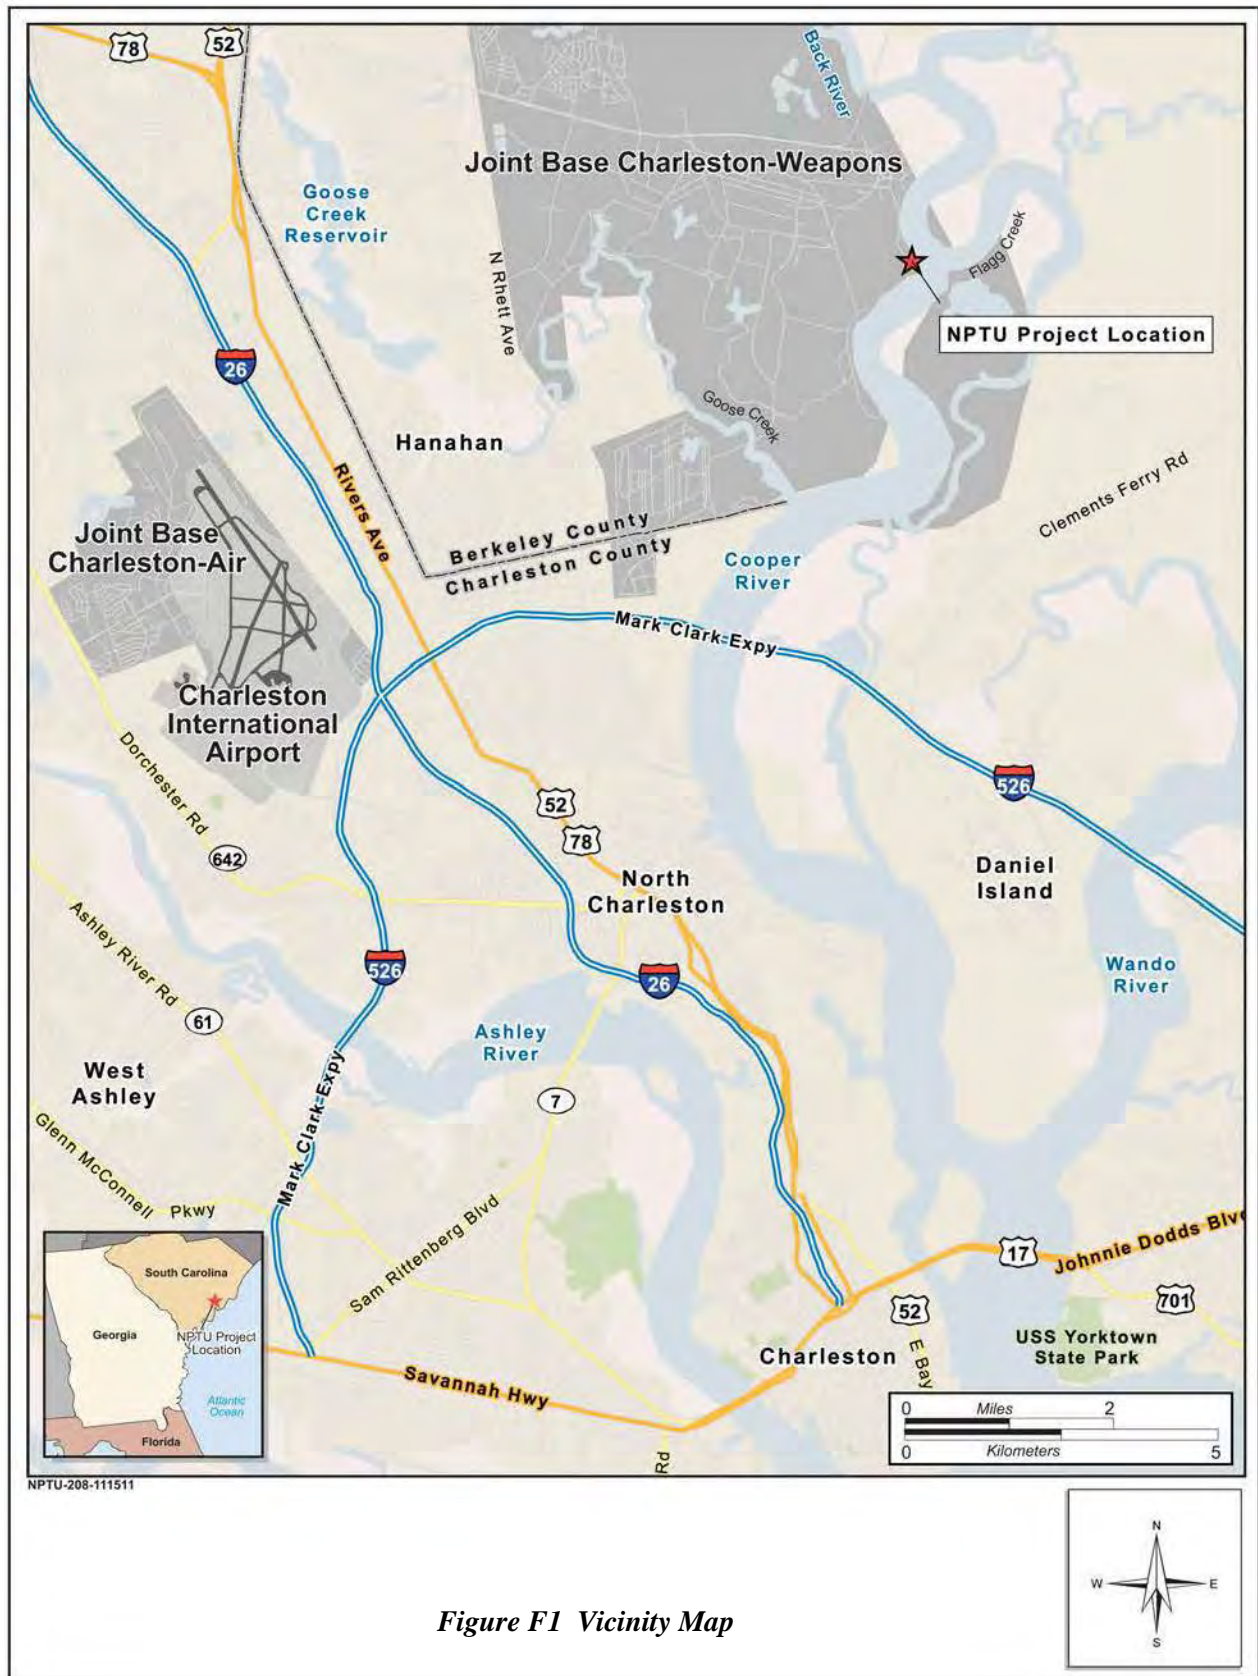 78
52
Back River
Joint Base Charleston-Weapons
Goose
Creek
Reservoir
N Rhett Ave
Flagg Creek
NPTU Project Location
26
Goose Creek
Hanahan
Rivers Ave
Clements Ferry Rd
Joint Base
Charleston-Air
Berkeley County
Charleston County
Cooper
River
Mark Clark Expy
Charleston
International
Airport
Dorchester Rd
526
52
78
642
North
Charleston
Daniel
Island
Ashley River Rd
526
26
Wando
River
61
Ashley
River
West
Ashley
7
Mark Clark Expy
Glenn McConnell
Pkwy
Sam Rittenberg Blvd
17
Johnnie Dodds Blv
701
52
South Carolina
Georgia
NPTU Project
Location
Atlantic
Ocean
Florida
USS Yorktown
State Park
Charleston
E Bay
Savannah Hwy
Rd
0 Miles 2
0 Kilometers 5
NPTU-208-111511
N
W E
S
Figure F1 Vicinity Map